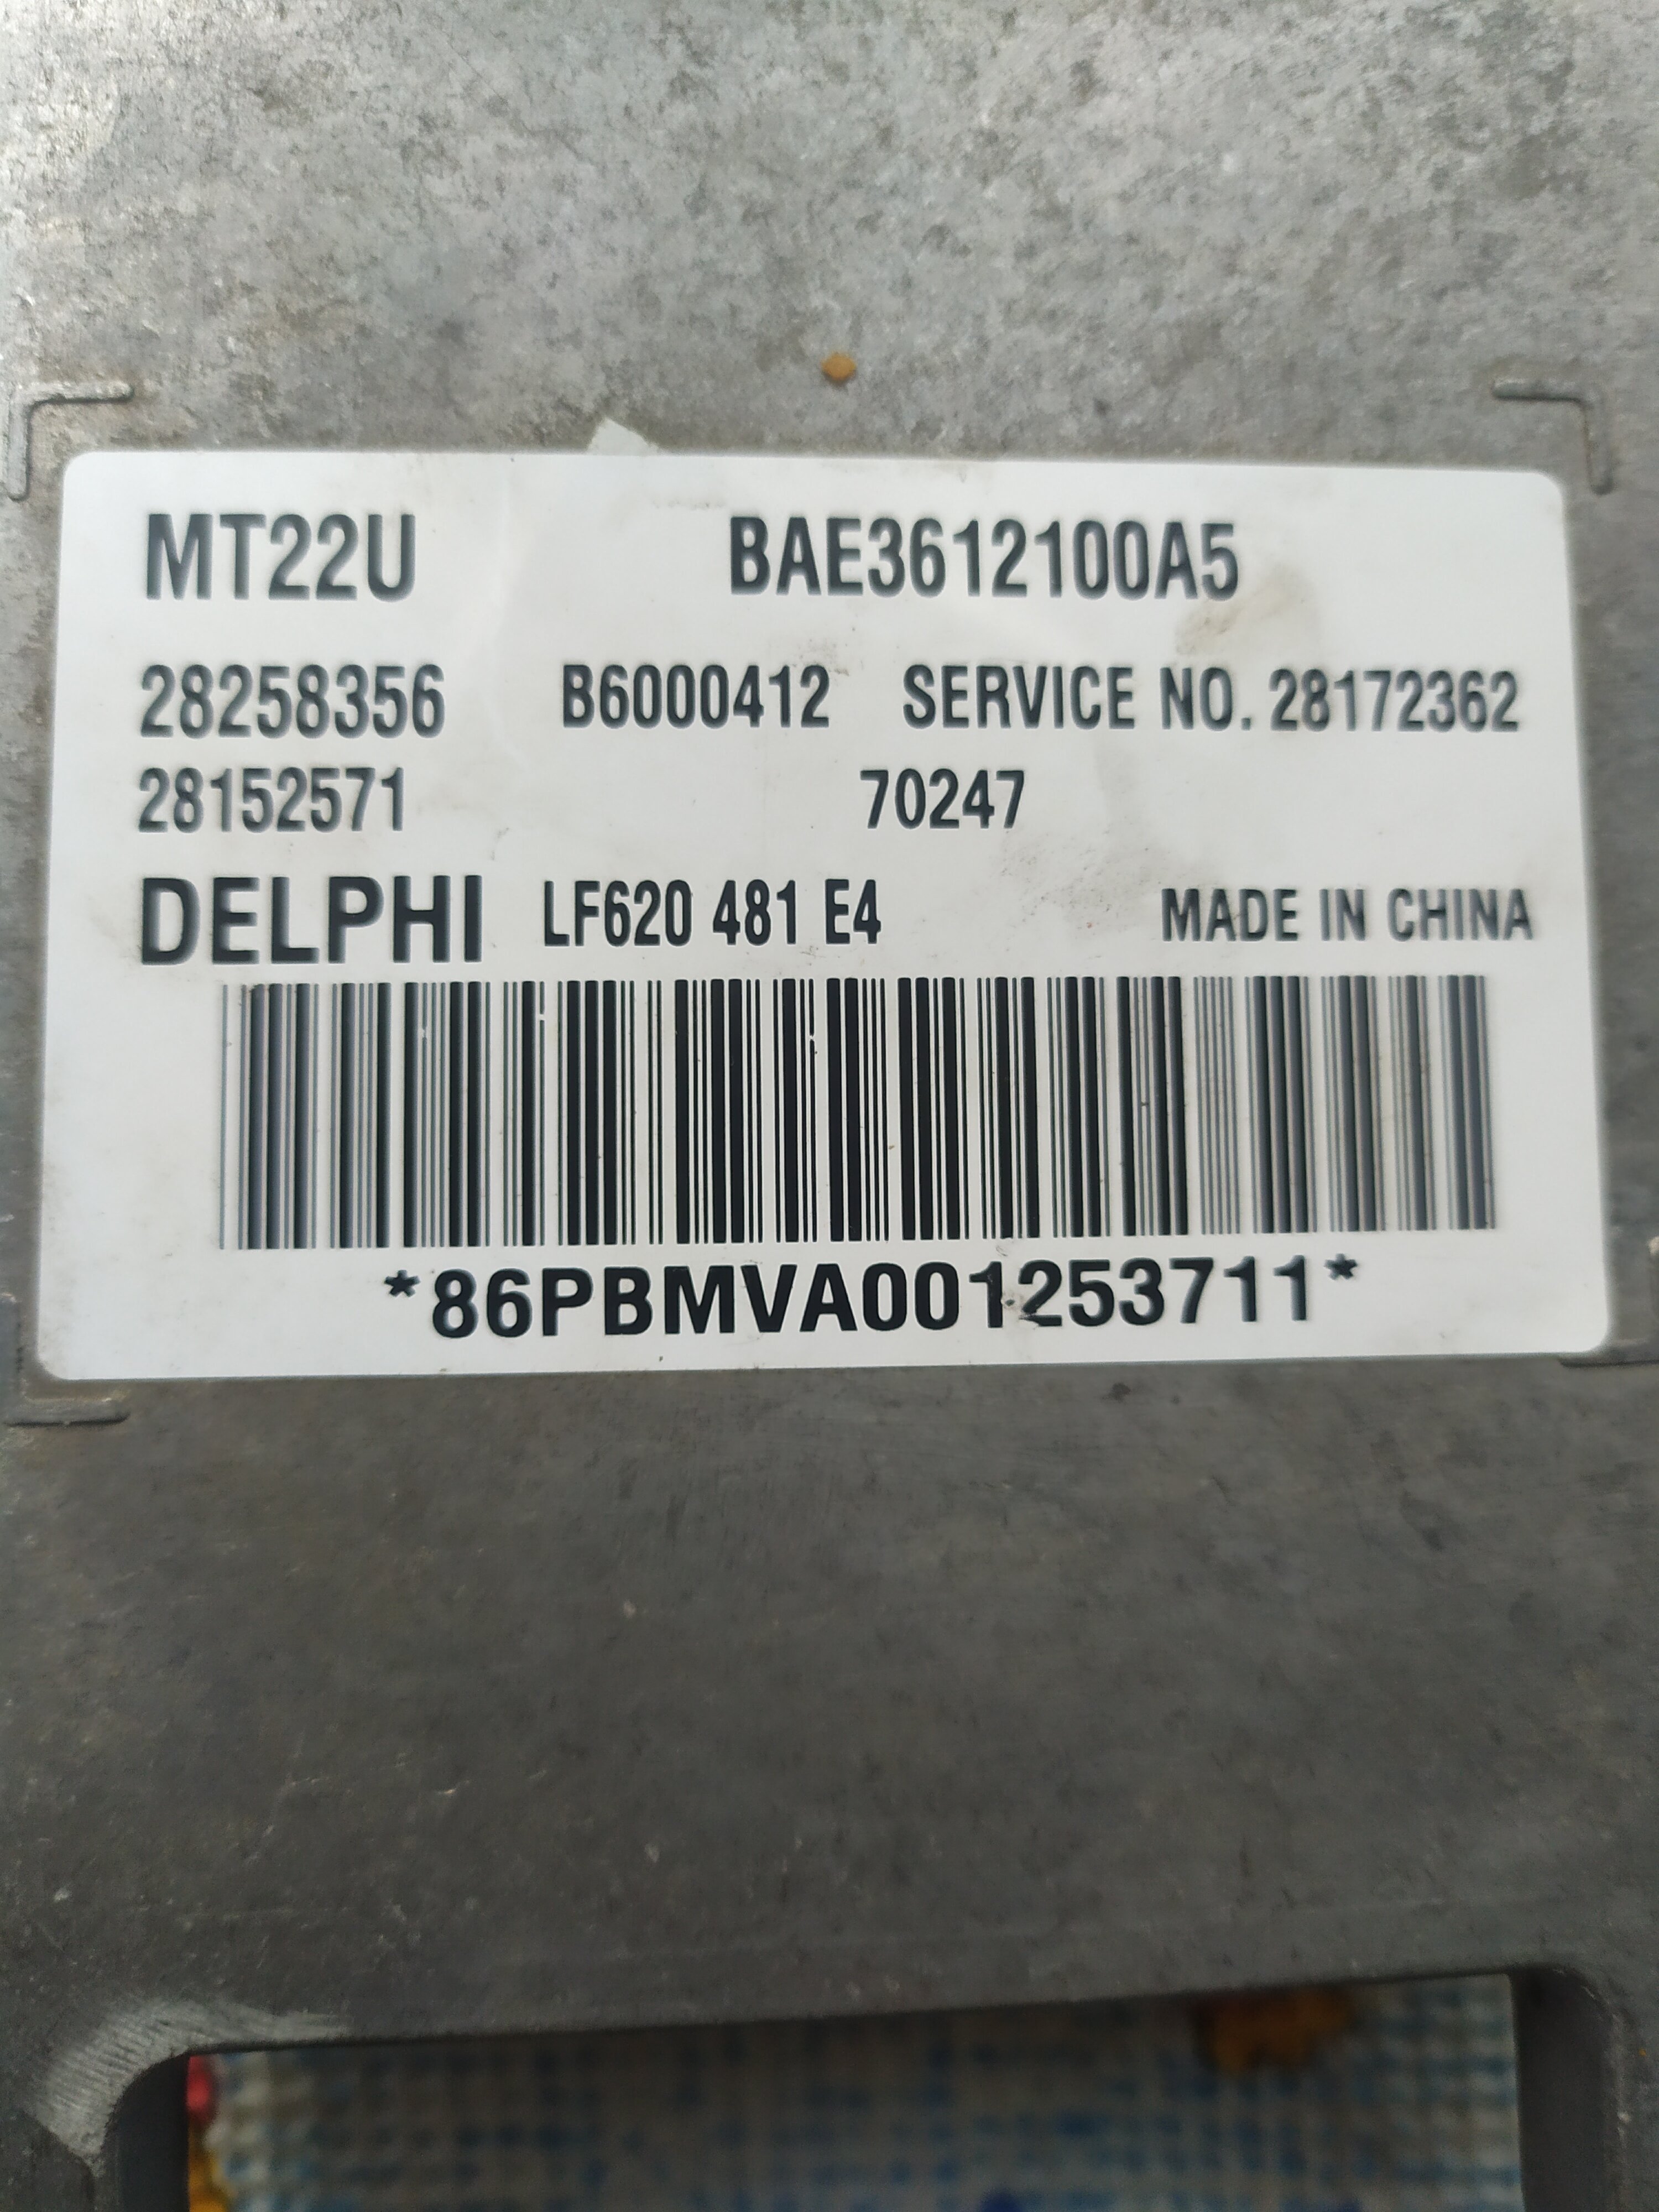 MT22U BAE3612100A5
28258356 B6000412 SERVICE NO. 28172362
28152571 70247
DELPHI LF620 481 E4 MADE IN CHINA
*86PBMVA001253711*